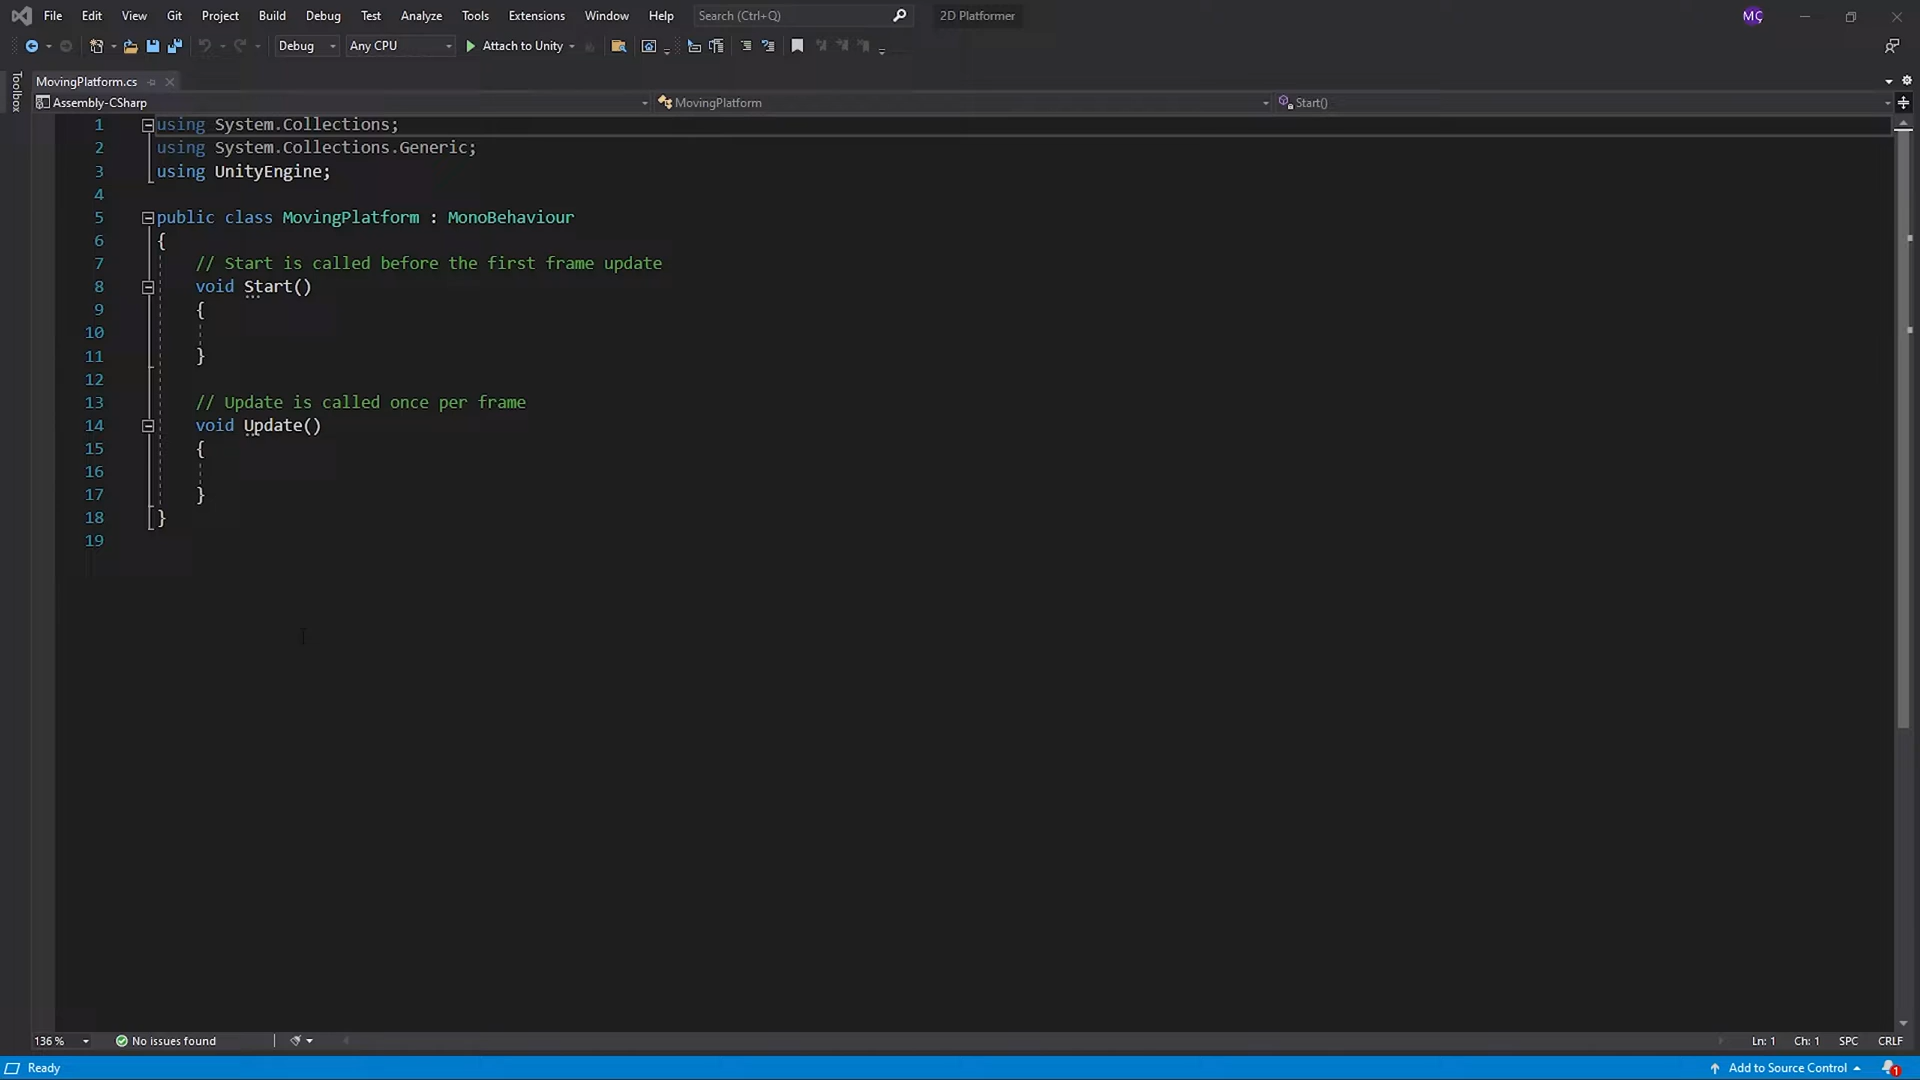 File Edit View Git Project Build Debug Test Analyze Tools Extensions Window Help Search (Ctrl+Q) 2D Platformer MÇ
Debug Any CPU Attach to Unity
Toolbox
MovingPlatform.cs
Assembly-CSharp MovingPlatform Start()
1 using System.Collections;
2 using System.Collections.Generic;
3 using UnityEngine;
4
5 public class MovingPlatform : MonoBehaviour
6 {
7 // Start is called before the first frame update
8 void Start()
9 {
10
11 }
12
13 // Update is called once per frame
14 void Update()
15 {
16
17 }
18 }
19
136 % No issues found Ln: 1 Ch: 1 SPC CRLF
Ready Add to Source Control 1